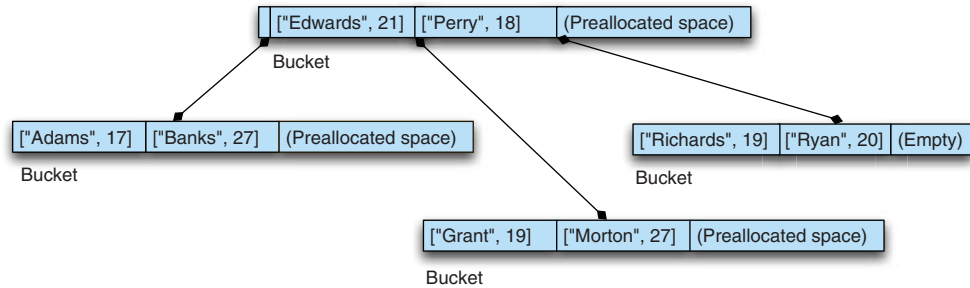 ["Edwards", 21] ["Perry", 18] (Preallocated space)
Bucket
["Adams", 17] ["Banks", 27] (Preallocated space)
Bucket
["Richards", 19] ["Ryan", 20] (Empty)
Bucket
["Grant", 19] ["Morton", 27] (Preallocated space)
Bucket